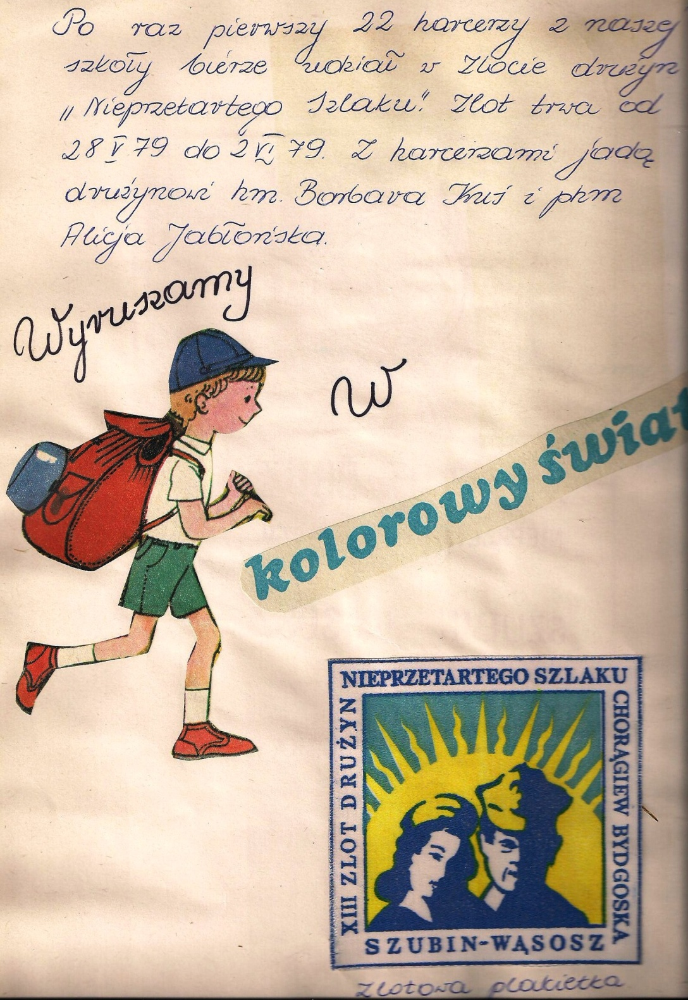 Po raz pierwszy 22 harcerzy z naszej
szkoły bierze udział w Zlocie drużyn
„Nieprzetartego Szlaku". Zlot trwa od
28 V 79 do 2 VI 79. Z harcerzami jadą
drużynowi hm. Barbara Kuś i phm
Alicja Jabłońska.
Wyruszamy
w
kolorowy świat
NIEPRZETARTEGO SZLAKU
XIII ZLOT DRUŻYN
CHORĄGIEW BYDGOSKA
SZUBIN-WĄSOSZ
Zlotowa plakietka